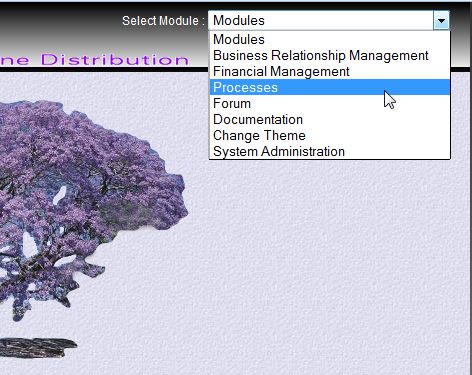 Select Module : Modules
ne Distribution
Modules
Business Relationship Management
Financial Management
Processes
Forum
Documentation
Change Theme
System Administration